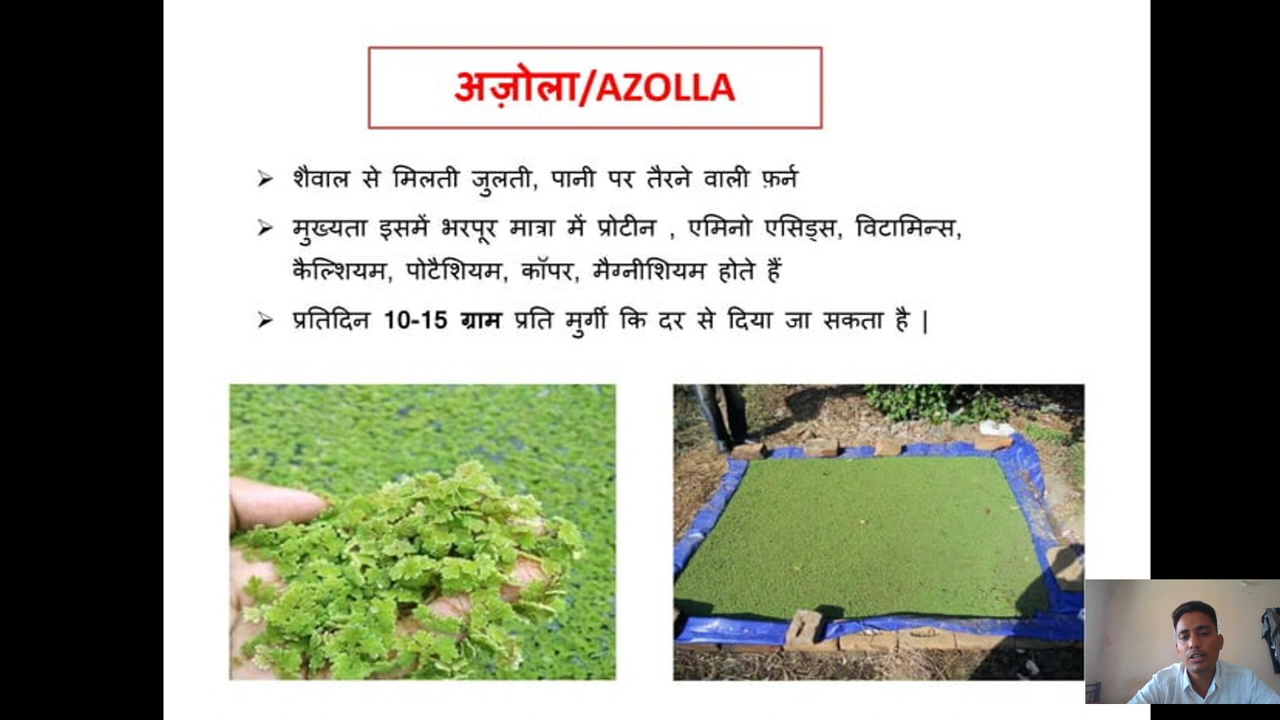 अज़ोला/AZOLLA
➢ शैवाल से मिलती जुलती, पानी पर तैरने वाली फ़र्न
➢ मुख्यता इसमें भरपूर मात्रा में प्रोटीन , एमिनो एसिड्स, विटामिन्स,
कैल्शियम, पोटैशियम, कॉपर, मैग्नीशियम होते हैं
➢ प्रतिदिन 10-15 ग्राम प्रति मुर्गी कि दर से दिया जा सकता है |